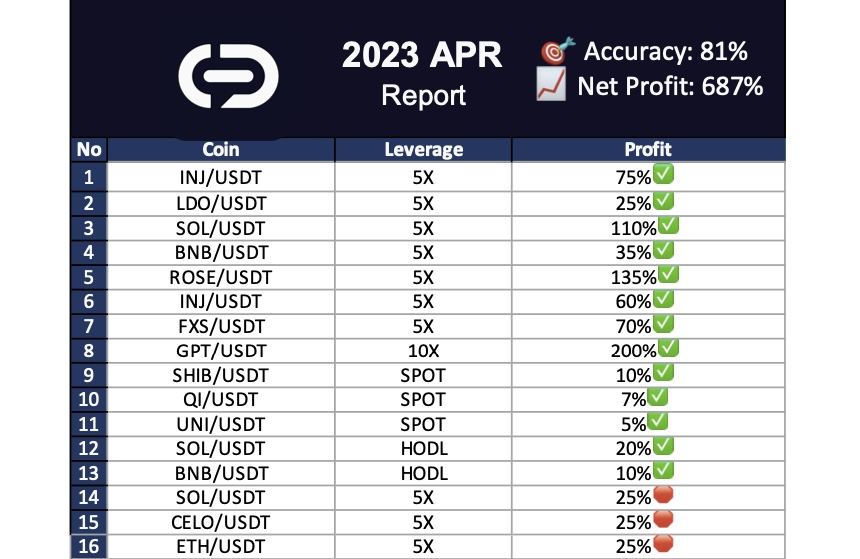 2023 APR
Report
🎯 Accuracy: 81%
📈 Net Profit: 687%
No Coin Leverage Profit
1 INJ/USDT 5X 75%✅
2 LDO/USDT 5X 25%✅
3 SOL/USDT 5X 110%✅
4 BNB/USDT 5X 35%✅
5 ROSE/USDT 5X 135%✅
6 INJ/USDT 5X 60%✅
7 FXS/USDT 5X 70%✅
8 GPT/USDT 10X 200%✅
9 SHIB/USDT SPOT 10%✅
10 QI/USDT SPOT 7%✅
11 UNI/USDT SPOT 5%✅
12 SOL/USDT HODL 20%✅
13 BNB/USDT HODL 10%✅
14 SOL/USDT 5X 25%🛑
15 CELO/USDT 5X 25%🛑
16 ETH/USDT 5X 25%🛑